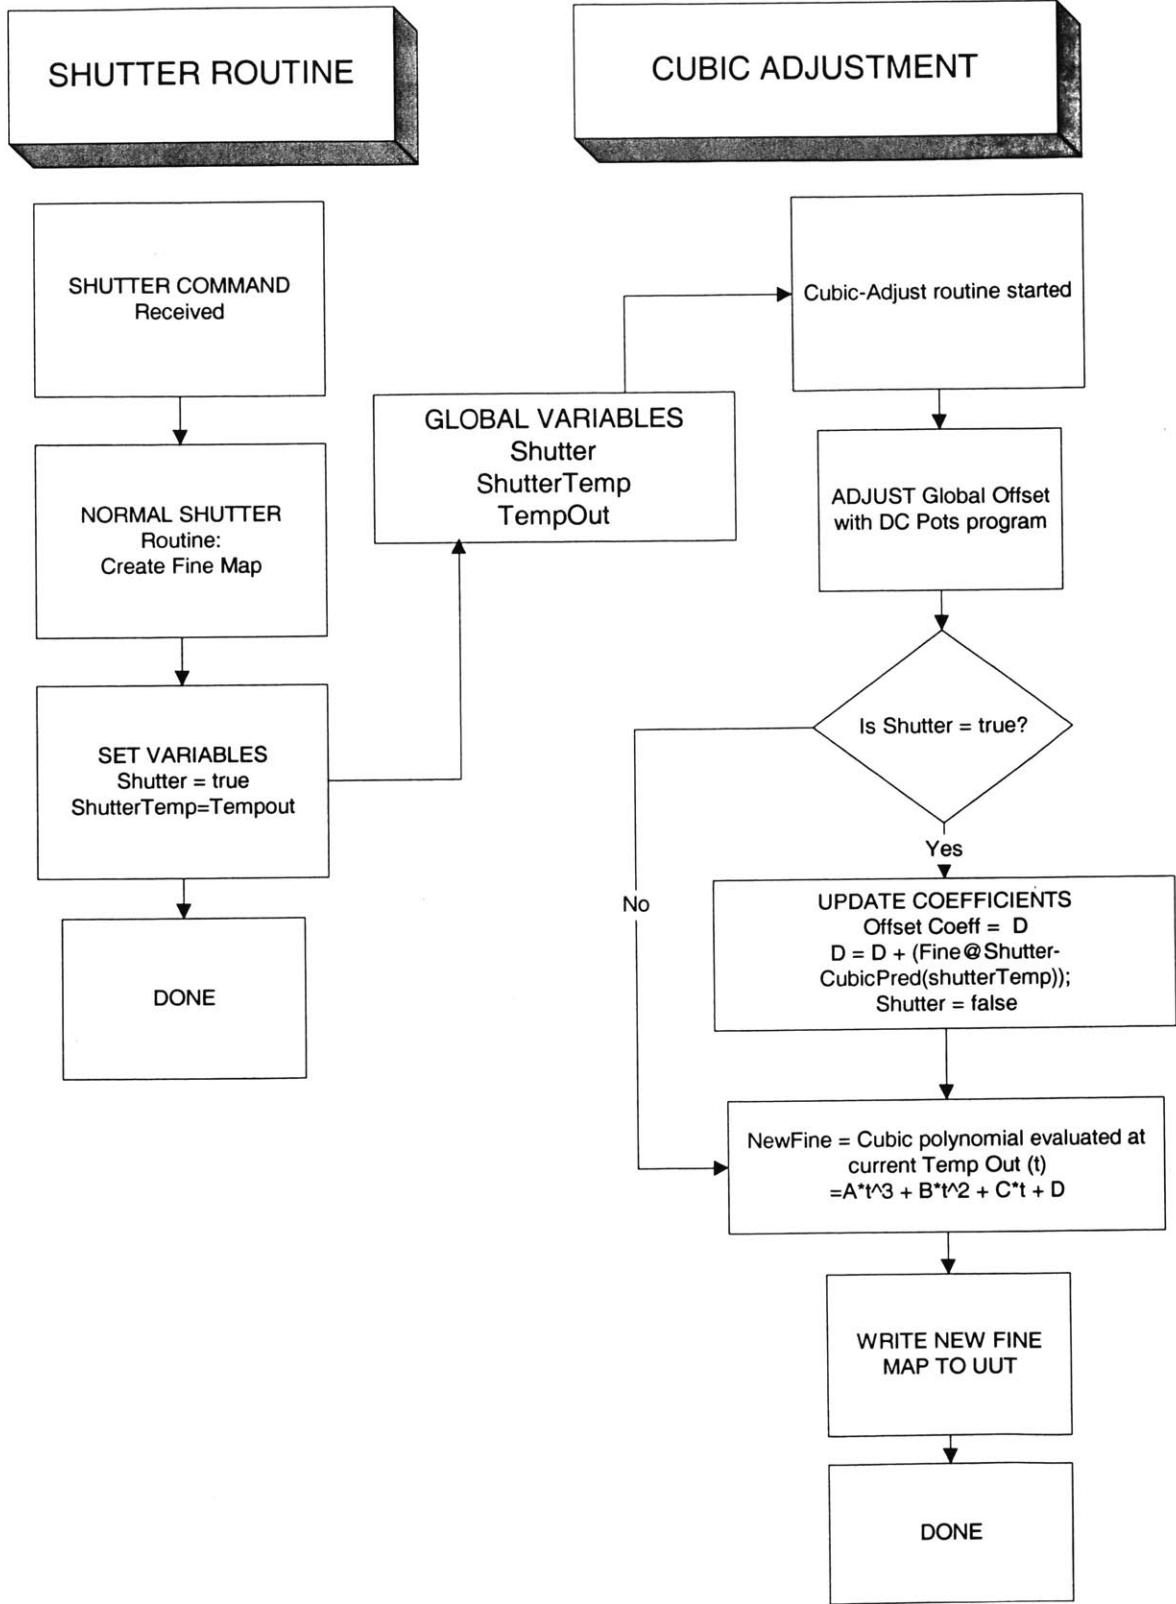 SHUTTER ROUTINE
SHUTTER COMMAND
Received
NORMAL SHUTTER
Routine:
Create Fine Map
SET VARIABLES
Shutter = true
ShutterTemp=Tempout
DONE
GLOBAL VARIABLES
Shutter
ShutterTemp
TempOut
CUBIC ADJUSTMENT
Cubic-Adjust routine started
ADJUST Global Offset
with DC Pots program
Is Shutter = true?
Yes
No
UPDATE COEFFICIENTS
Offset Coeff = D
D = D + (Fine@Shutter-
CubicPred(shutterTemp));
Shutter = false
NewFine = Cubic polynomial evaluated at
current Temp Out (t)
=A*t^3 + B*t^2 + C*t + D
WRITE NEW FINE
MAP TO UUT
DONE